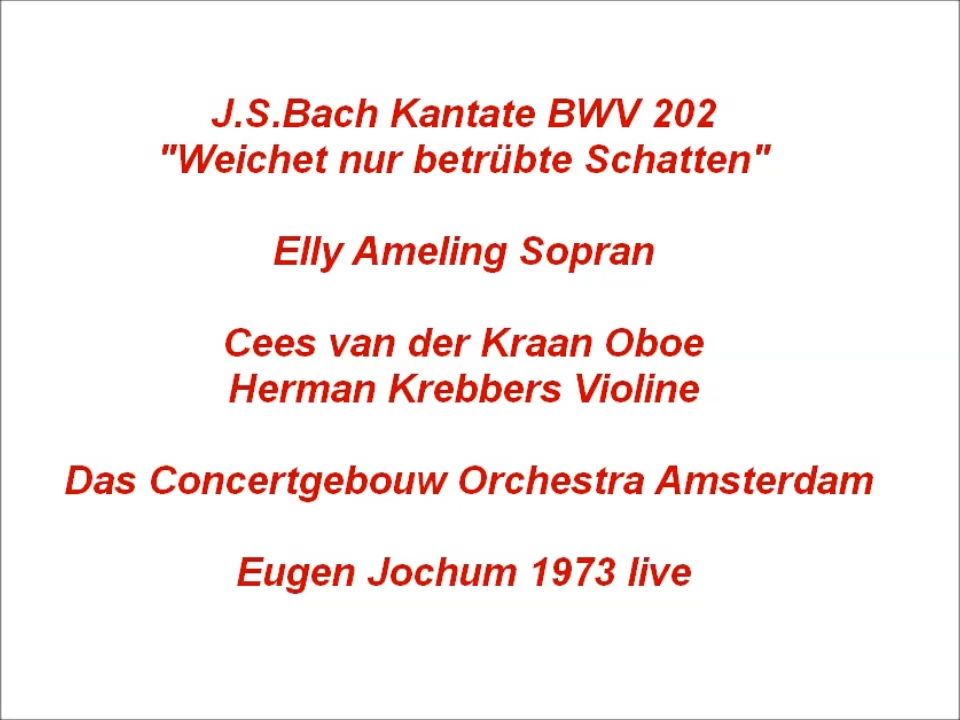 J.S.Bach Kantate BWV 202
"Weichet nur betrübte Schatten"
Elly Ameling Sopran
Cees van der Kraan Oboe
Herman Krebbers Violine
Das Concertgebouw Orchestra Amsterdam
Eugen Jochum 1973 live